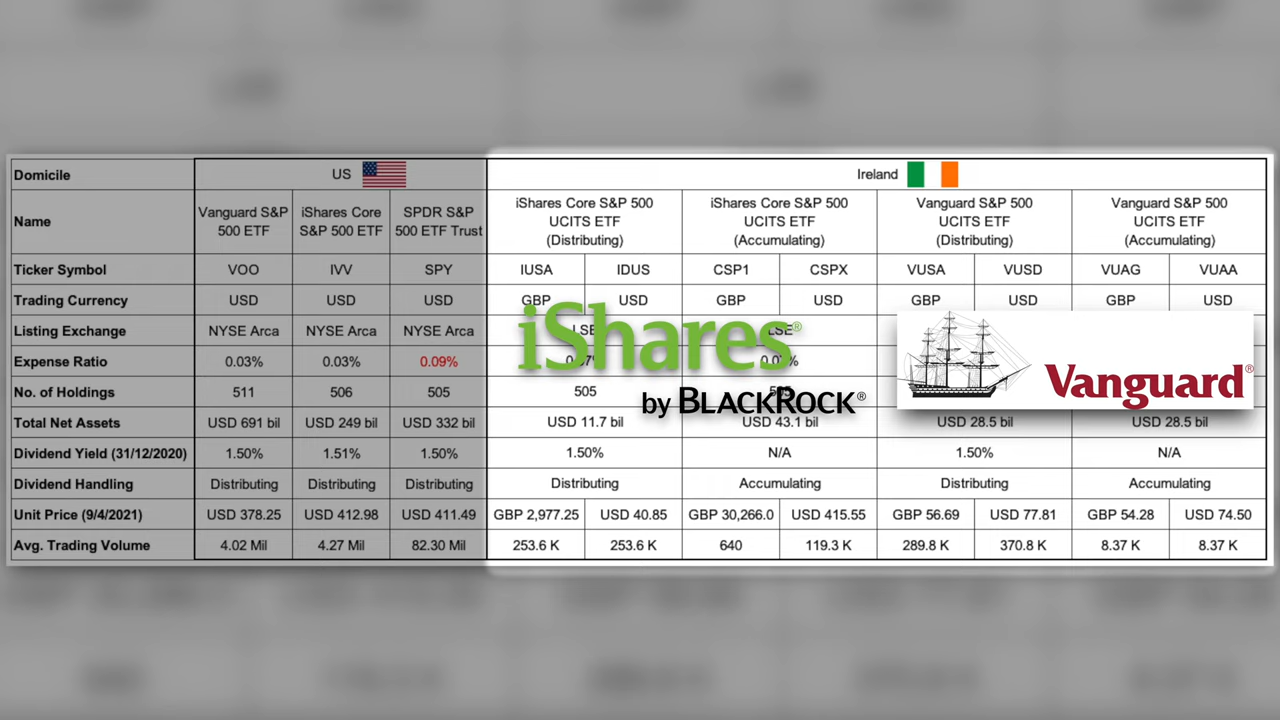 Domicile US Ireland
Name Vanguard S&P 500 ETF iShares Core S&P 500 ETF SPDR S&P 500 ETF Trust iShares Core S&P 500 UCITS ETF (Distributing) iShares Core S&P 500 UCITS ETF (Accumulating) Vanguard S&P 500 UCITS ETF (Distributing) Vanguard S&P 500 UCITS ETF (Accumulating)
Ticker Symbol VOO IVV SPY IUSA IDUS CSP1 CSPX VUSA VUSD VUAG VUAA
Trading Currency USD USD USD GBP USD GBP USD GBP USD GBP USD
Listing Exchange NYSE Arca NYSE Arca NYSE Arca
Expense Ratio 0.03% 0.03% 0.09%
iShares®
by BLACKROCK®
Vanguard®
No. of Holdings 511 506 505 505
Total Net Assets USD 691 bil USD 249 bil USD 332 bil USD 11.7 bil USD 43.1 bil USD 28.5 bil USD 28.5 bil
Dividend Yield (31/12/2020) 1.50% 1.51% 1.50% 1.50% N/A 1.50% N/A
Dividend Handling Distributing Distributing Distributing Distributing Accumulating Distributing Accumulating
Unit Price (9/4/2021) USD 378.25 USD 412.98 USD 411.49 GBP 2,977.25 USD 40.85 GBP 30,266.0 USD 415.55 GBP 56.69 USD 77.81 GBP 54.28 USD 74.50
Avg. Trading Volume 4.02 Mil 4.27 Mil 82.30 Mil 253.6 K 253.6 K 640 119.3 K 289.8 K 370.8 K 8.37 K 8.37 K